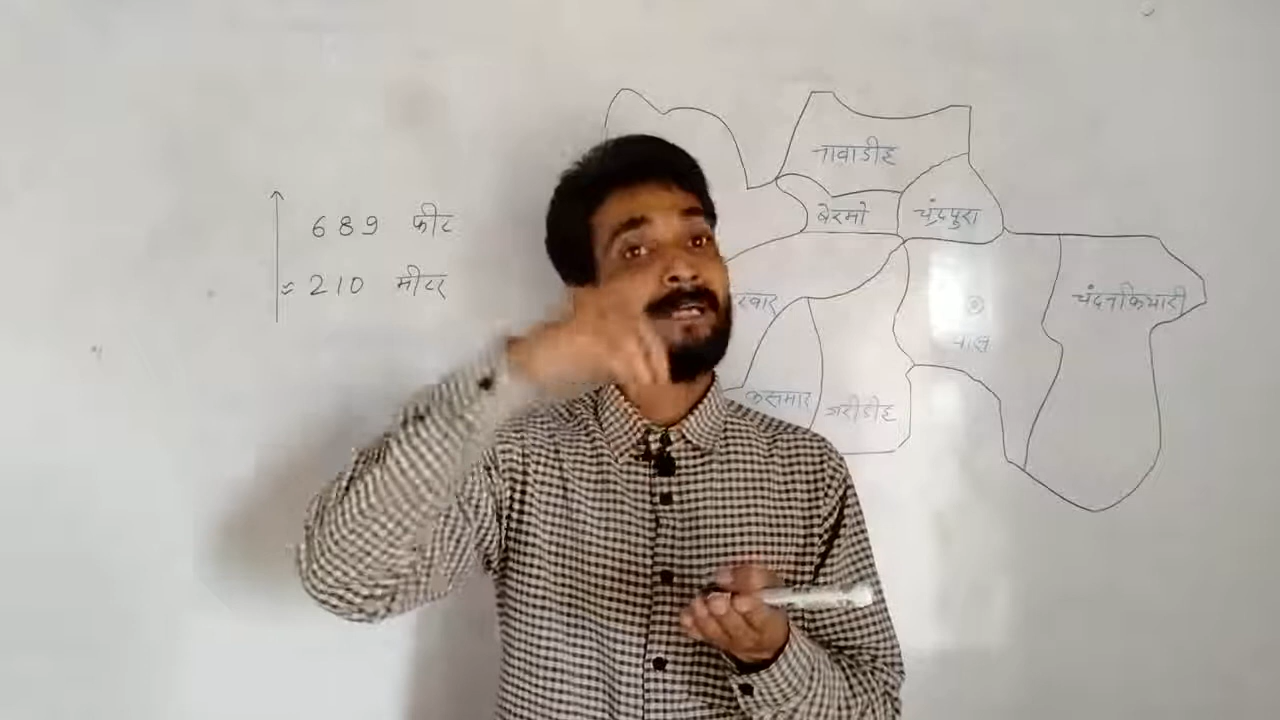 689 फीट
≈ 210 मीटर
नावाडीह
बेरमो
चंद्रपुरा
चंदनकियारी
चास
कसमार
जरीडीह